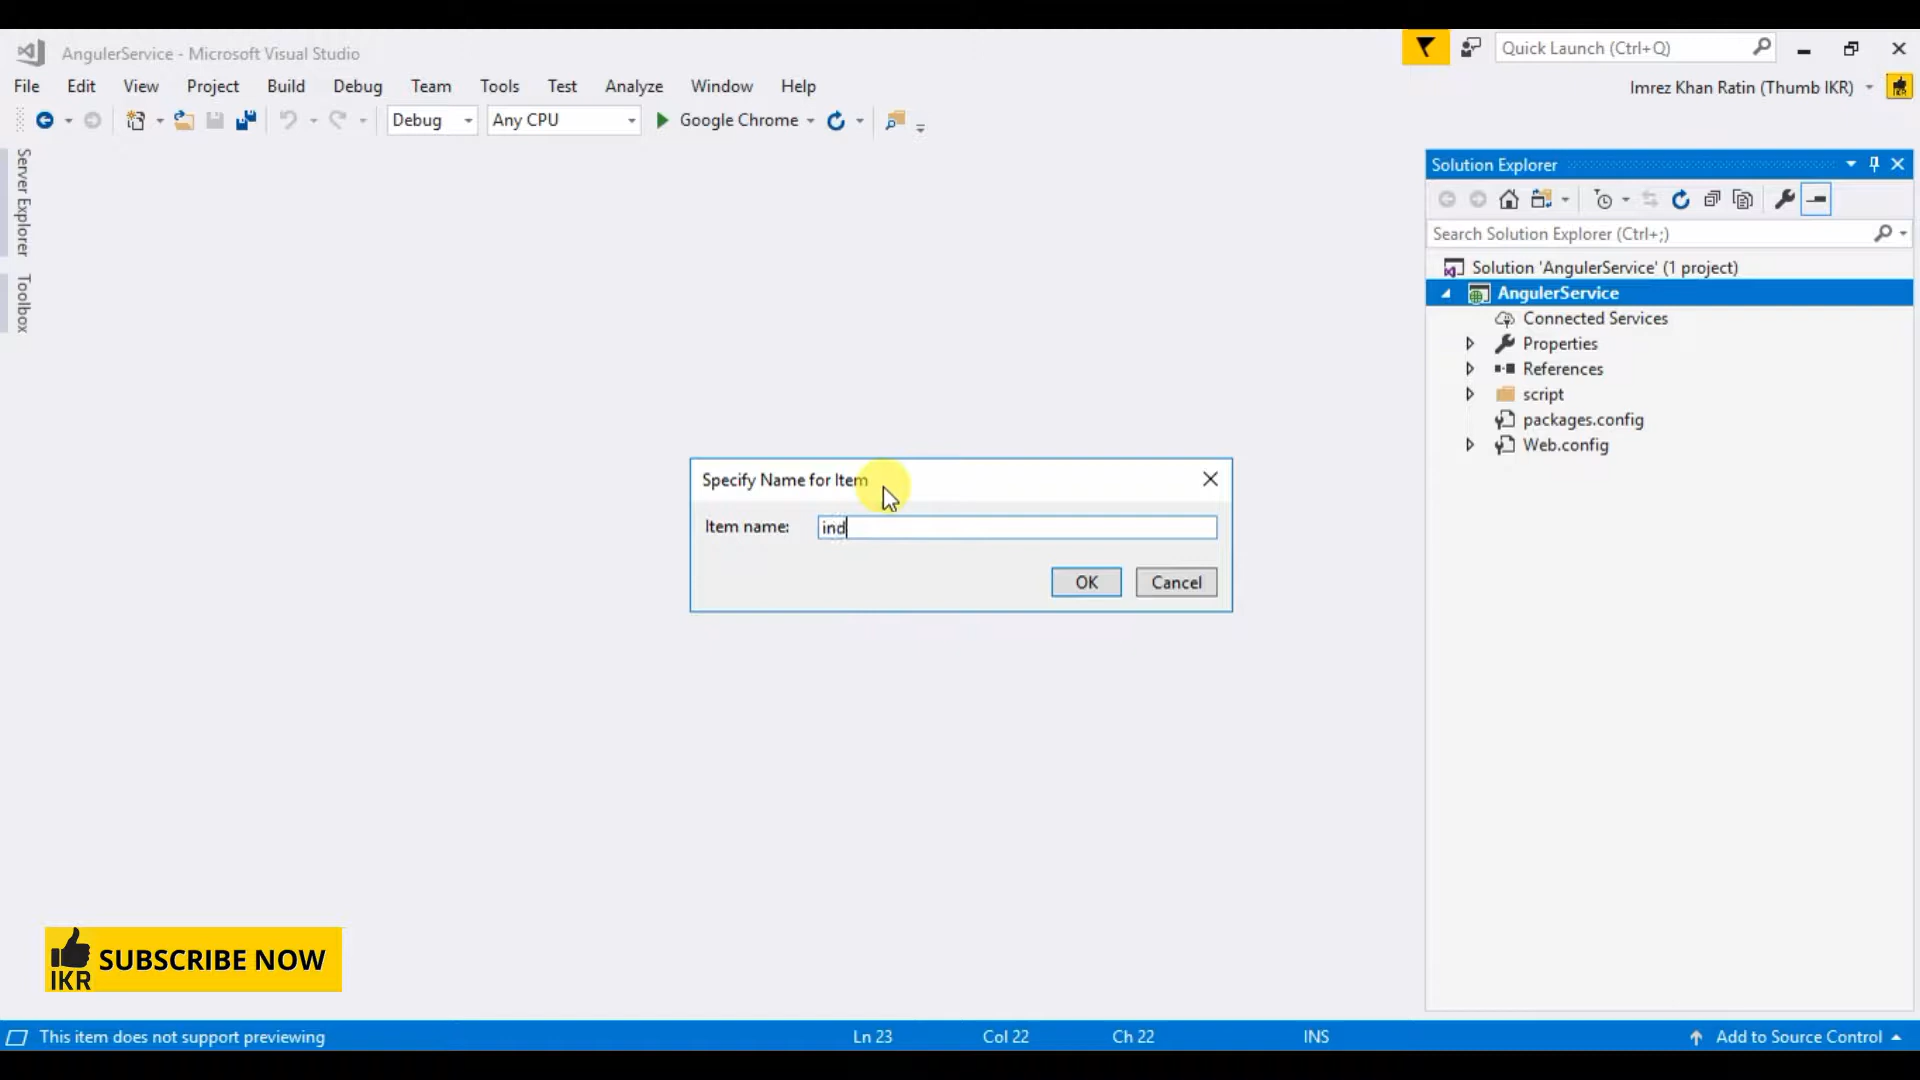 AngulerService - Microsoft Visual Studio
Quick Launch (Ctrl+Q)
File Edit View Project Build Debug Team Tools Test Analyze Window Help
Imrez Khan Ratin (Thumb IKR)
IKR
Debug Any CPU Google Chrome
Server Explorer
Toolbox
Solution Explorer
Search Solution Explorer (Ctrl+;)
Solution 'AngulerService' (1 project)
AngulerService
Connected Services
Properties
References
script
packages.config
Web.config
Specify Name for Item
Item name: ind
OK Cancel
IKR SUBSCRIBE NOW
This item does not support previewing Ln 23 Col 22 Ch 22 INS Add to Source Control